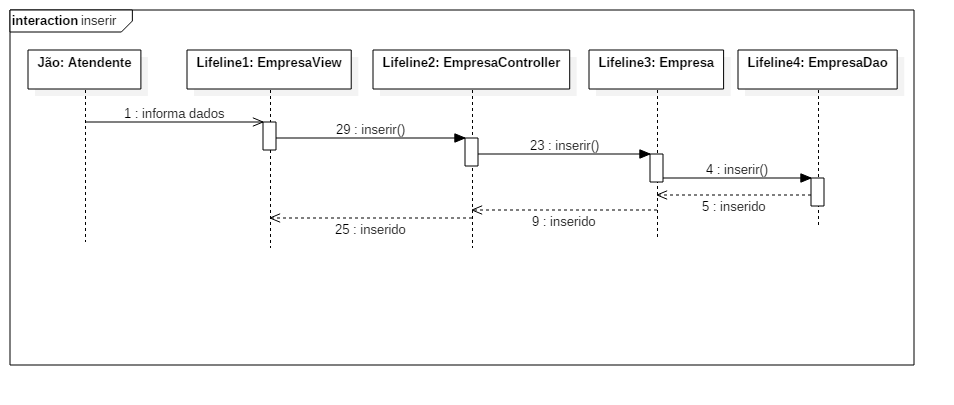 interaction inserir
Jão: Atendente
Lifeline1: EmpresaView
Lifeline2: EmpresaController
Lifeline3: Empresa
Lifeline4: EmpresaDao
1 : informa dados
29 : inserir()
23 : inserir()
4 : inserir()
5 : inserido
9 : inserido
25 : inserido